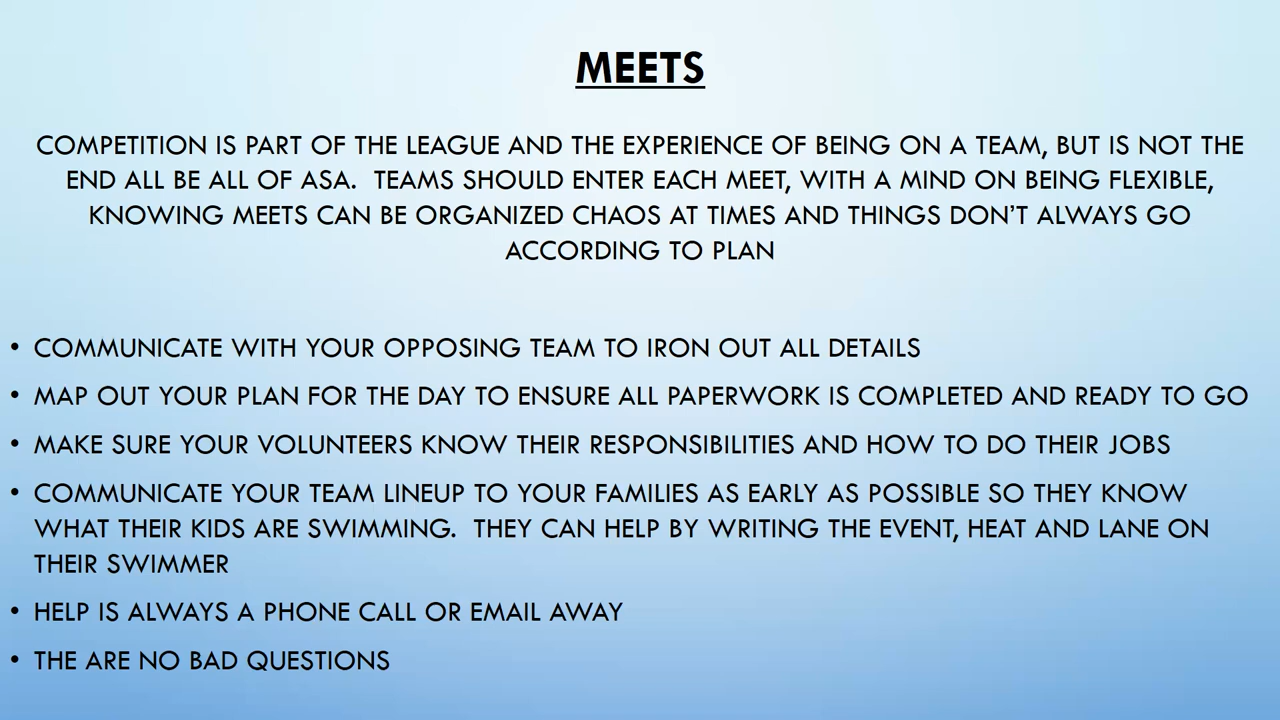 MEETS
COMPETITION IS PART OF THE LEAGUE AND THE EXPERIENCE OF BEING ON A TEAM, BUT IS NOT THE
END ALL BE ALL OF ASA.  TEAMS SHOULD ENTER EACH MEET, WITH A MIND ON BEING FLEXIBLE,
KNOWING MEETS CAN BE ORGANIZED CHAOS AT TIMES AND THINGS DON'T ALWAYS GO
ACCORDING TO PLAN
• COMMUNICATE WITH YOUR OPPOSING TEAM TO IRON OUT ALL DETAILS
• MAP OUT YOUR PLAN FOR THE DAY TO ENSURE ALL PAPERWORK IS COMPLETED AND READY TO GO
• MAKE SURE YOUR VOLUNTEERS KNOW THEIR RESPONSIBILITIES AND HOW TO DO THEIR JOBS
• COMMUNICATE YOUR TEAM LINEUP TO YOUR FAMILIES AS EARLY AS POSSIBLE SO THEY KNOW
WHAT THEIR KIDS ARE SWIMMING.  THEY CAN HELP BY WRITING THE EVENT, HEAT AND LANE ON
THEIR SWIMMER
• HELP IS ALWAYS A PHONE CALL OR EMAIL AWAY
• THE ARE NO BAD QUESTIONS